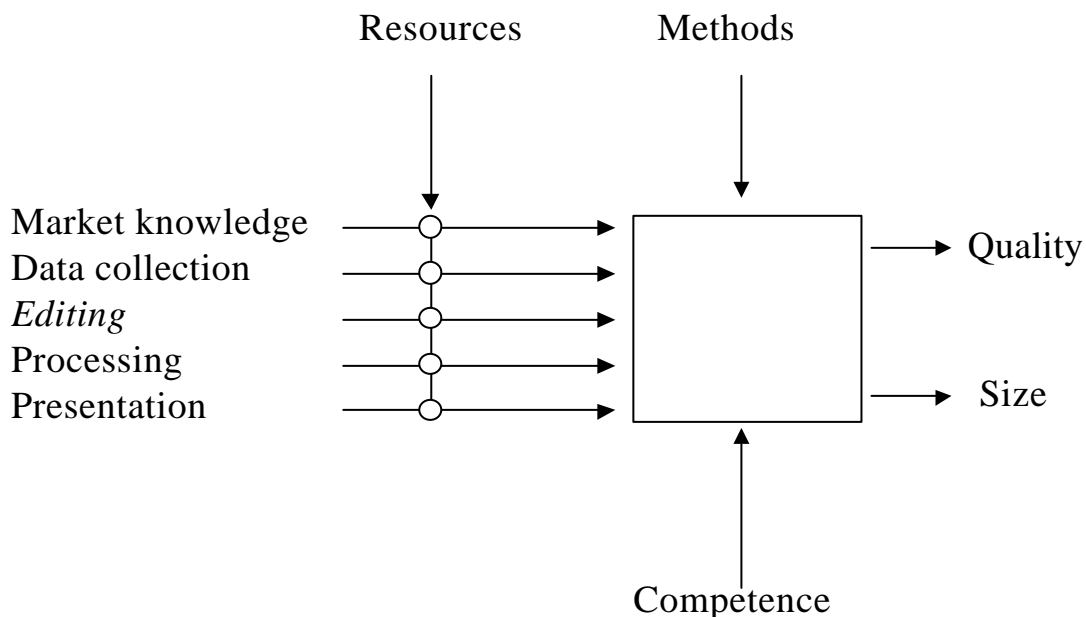 Resources
Methods
Market knowledge
Data collection
Editing
Processing
Presentation
Quality
Size
Competence